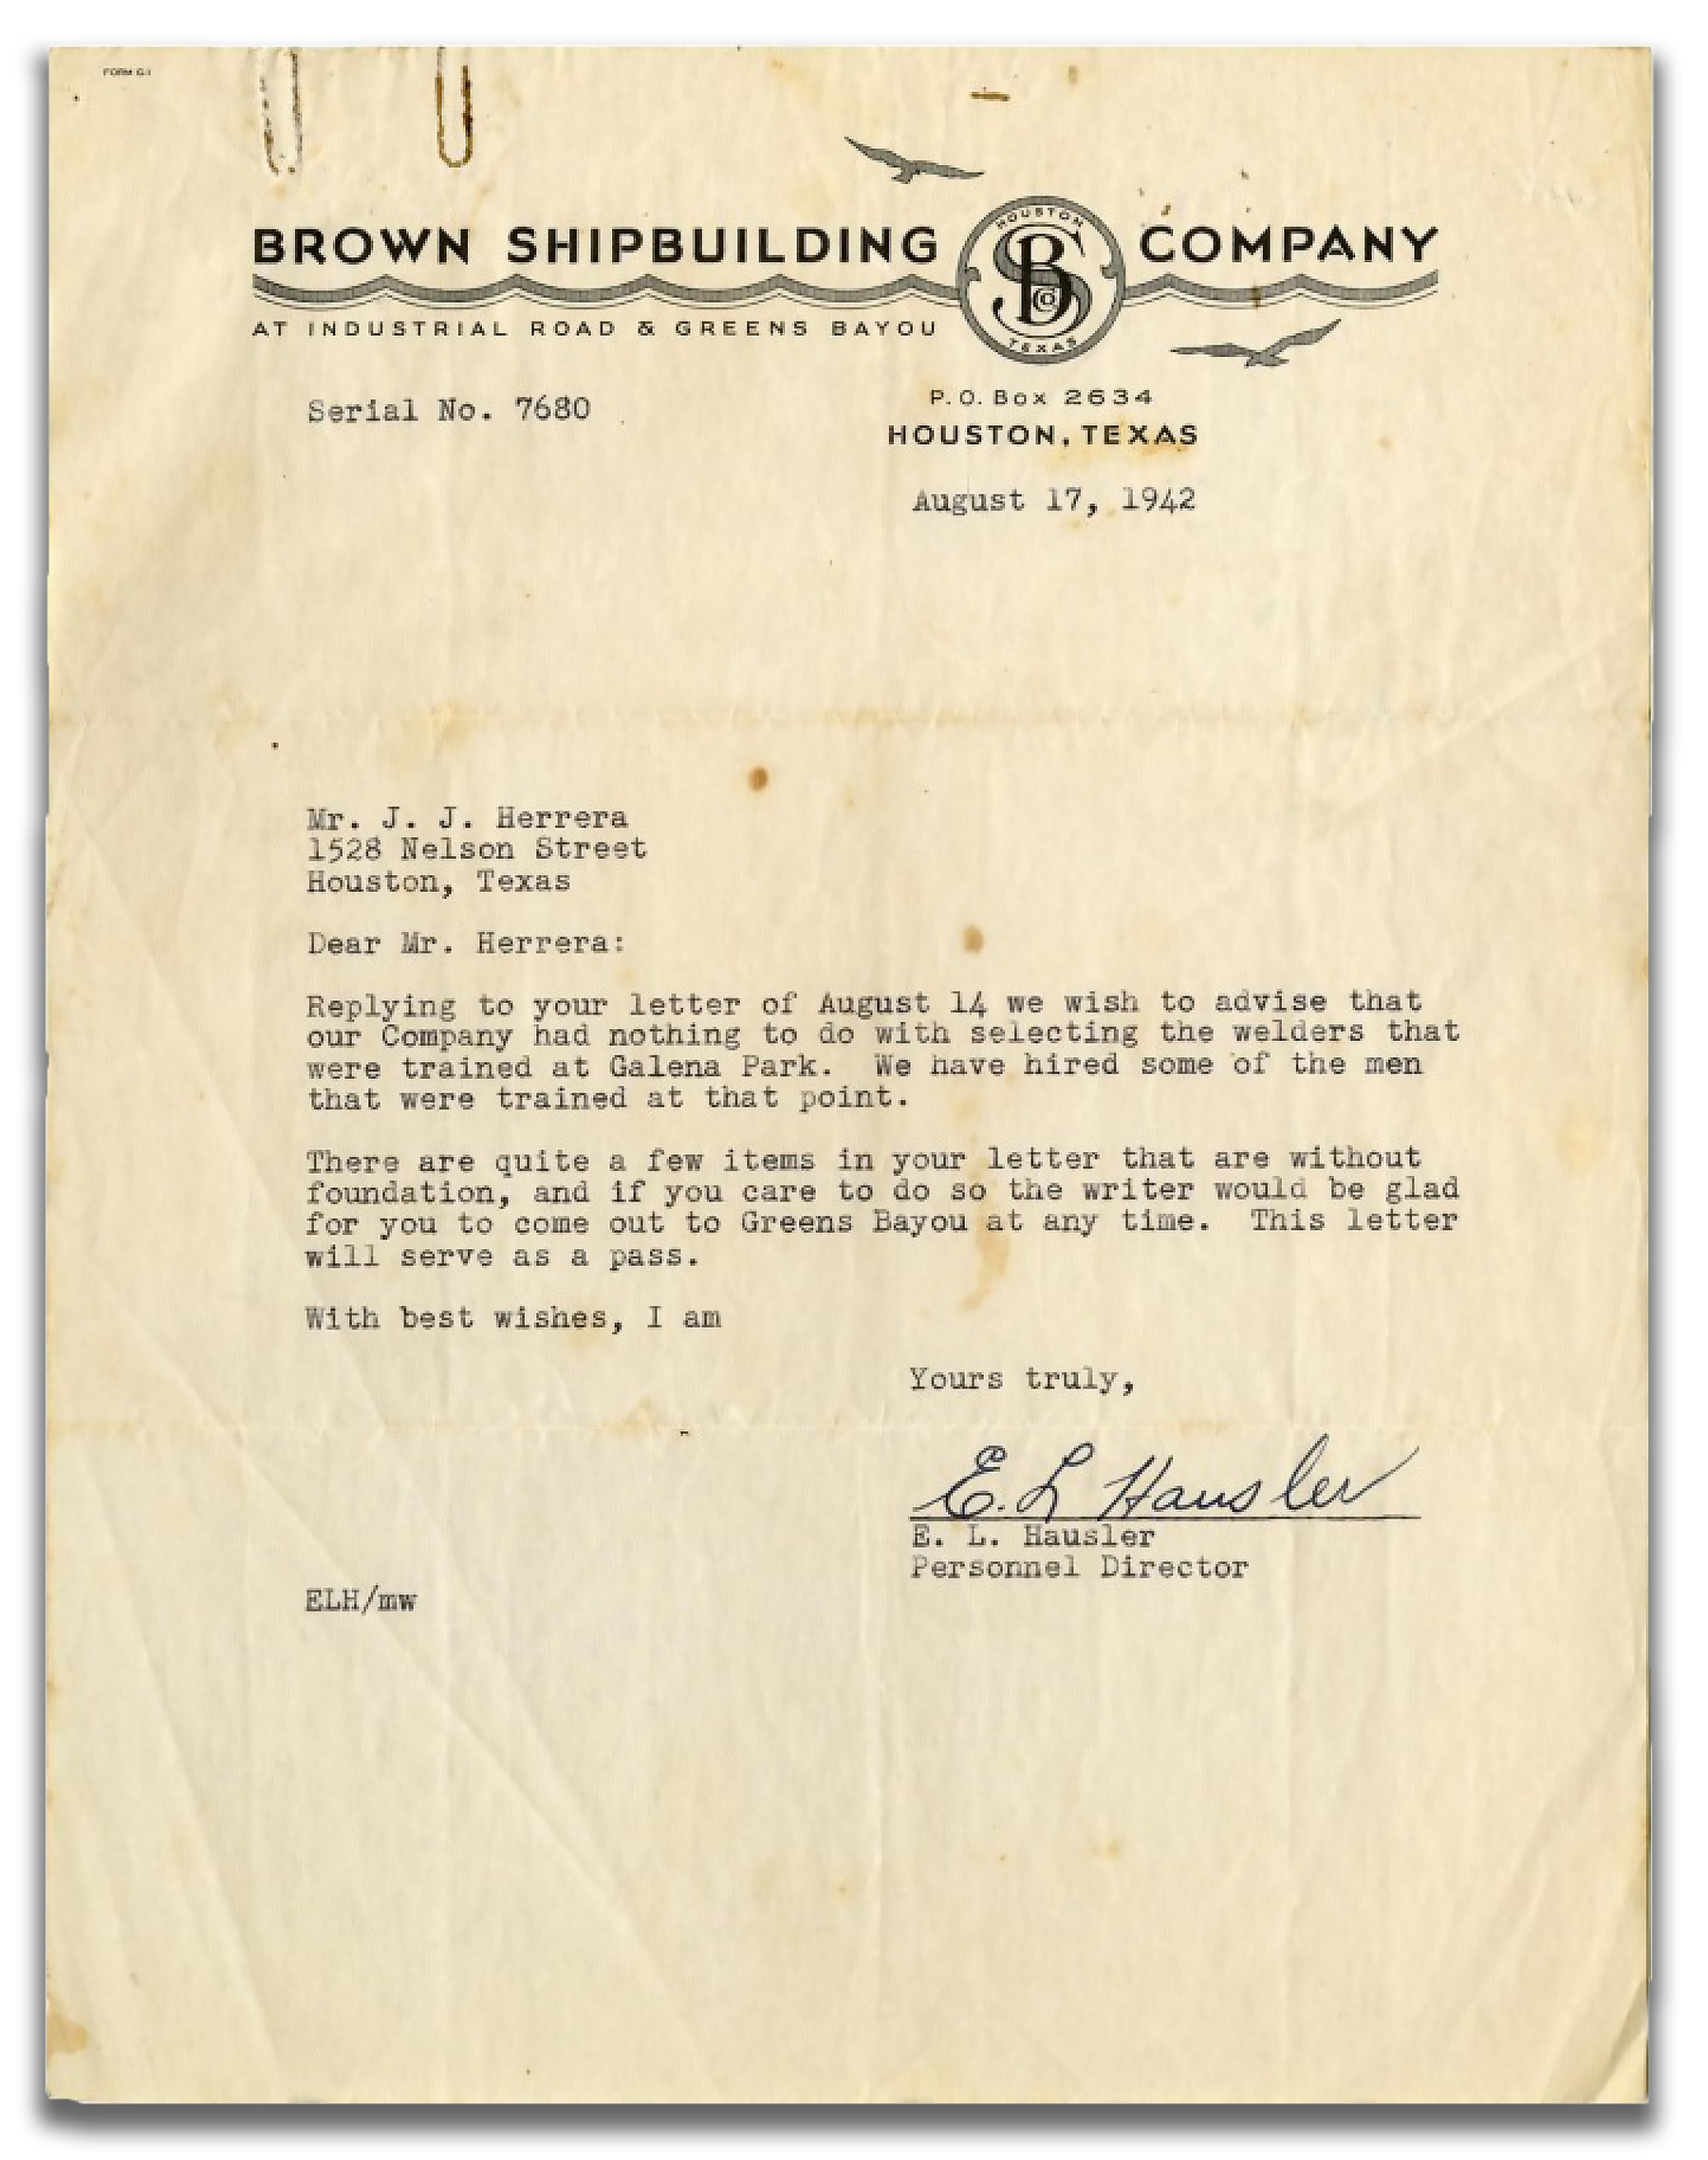 FORM G-1
BROWN SHIPBUILDING COMPANY
HOUSTON
SB
Co
TEXAS
AT INDUSTRIAL ROAD & GREENS BAYOU
P. O. Box 2634
HOUSTON, TEXAS
Serial No. 7680
August 17, 1942
Mr. J. J. Herrera
1528 Nelson Street
Houston, Texas
Dear Mr. Herrera:
Replying to your letter of August 14 we wish to advise that
our Company had nothing to do with selecting the welders that
were trained at Galena Park.  We have hired some of the men
that were trained at that point.
There are quite a few items in your letter that are without
foundation, and if you care to do so the writer would be glad
for you to come out to Greens Bayou at any time.  This letter
will serve as a pass.
With best wishes, I am
Yours truly,
E. L Hausler
E. L. Hausler
Personnel Director
ELH/mw